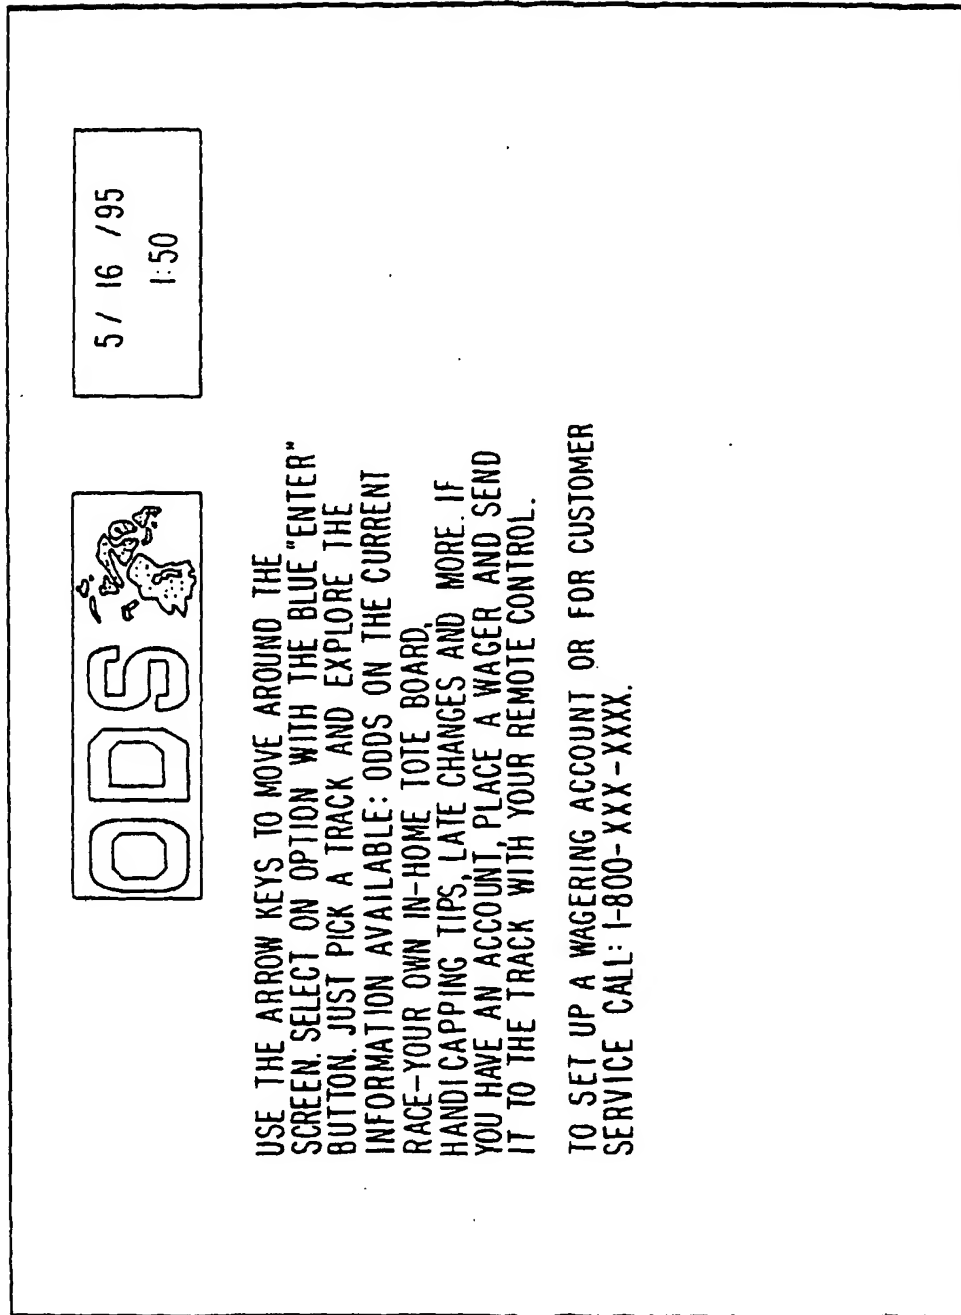 ODS
5/ 16 /95
1:50
USE THE ARROW KEYS TO MOVE AROUND THE
SCREEN. SELECT ON OPTION WITH THE BLUE "ENTER"
BUTTON. JUST PICK A TRACK AND EXPLORE THE
INFORMATION AVAILABLE: ODDS ON THE CURRENT
RACE-YOUR OWN IN-HOME TOTE BOARD,
HANDICAPPING TIPS, LATE CHANGES AND MORE. IF
YOU HAVE AN ACCOUNT, PLACE A WAGER AND SEND
IT TO THE TRACK WITH YOUR REMOTE CONTROL.
TO SET UP A WAGERING ACCOUNT OR FOR CUSTOMER
SERVICE CALL: 1-800-XXX-XXXX.